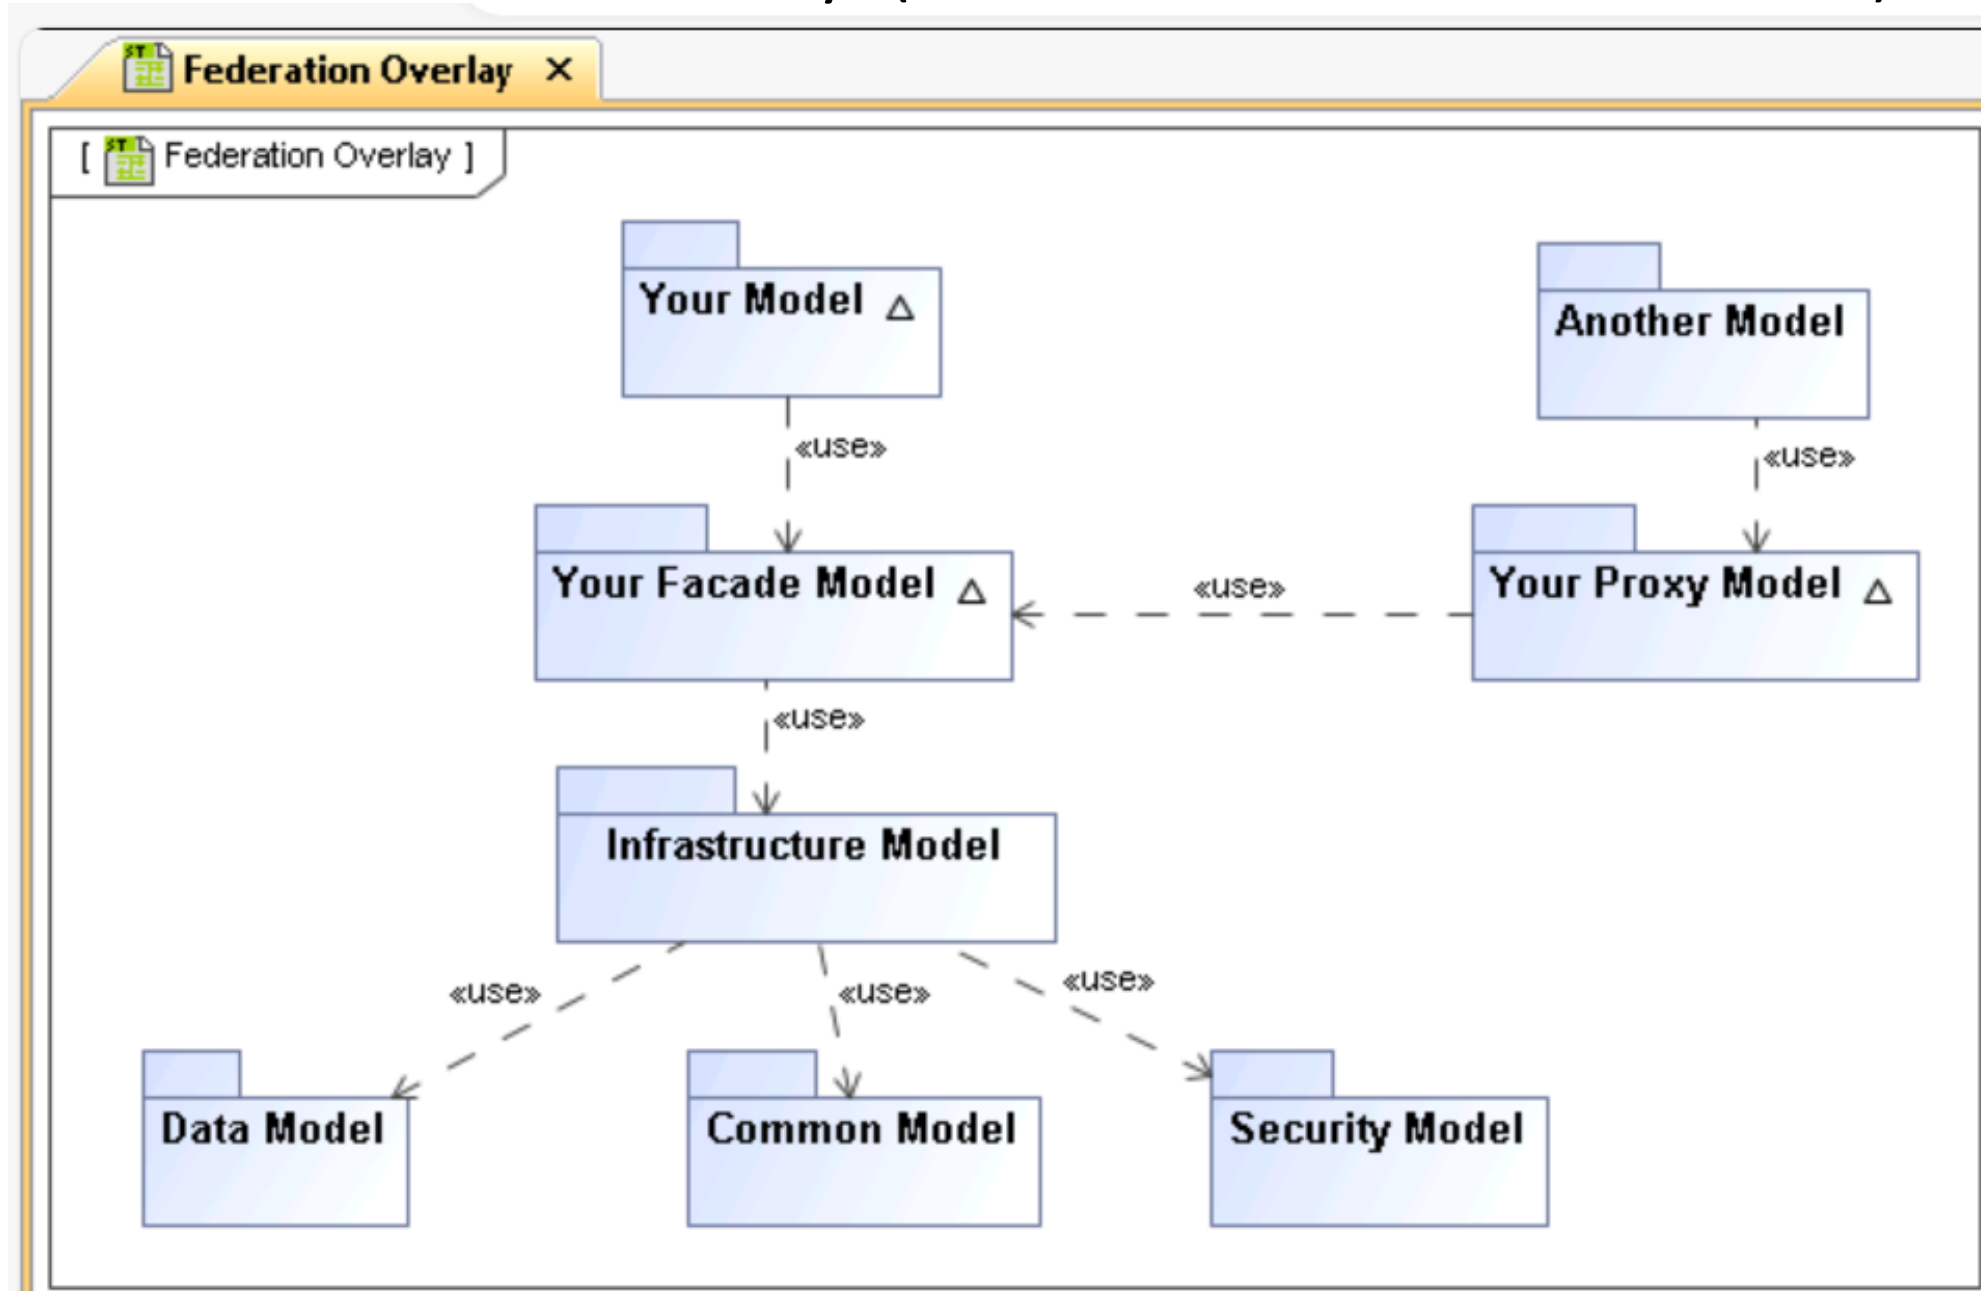 Federation Overlay
[ Federation Overlay ]
Your Model
Another Model
«use»
«use»
Your Facade Model
«use»
Your Proxy Model
«use»
Infrastructure Model
«use»
«use»
«use»
Data Model
Common Model
Security Model